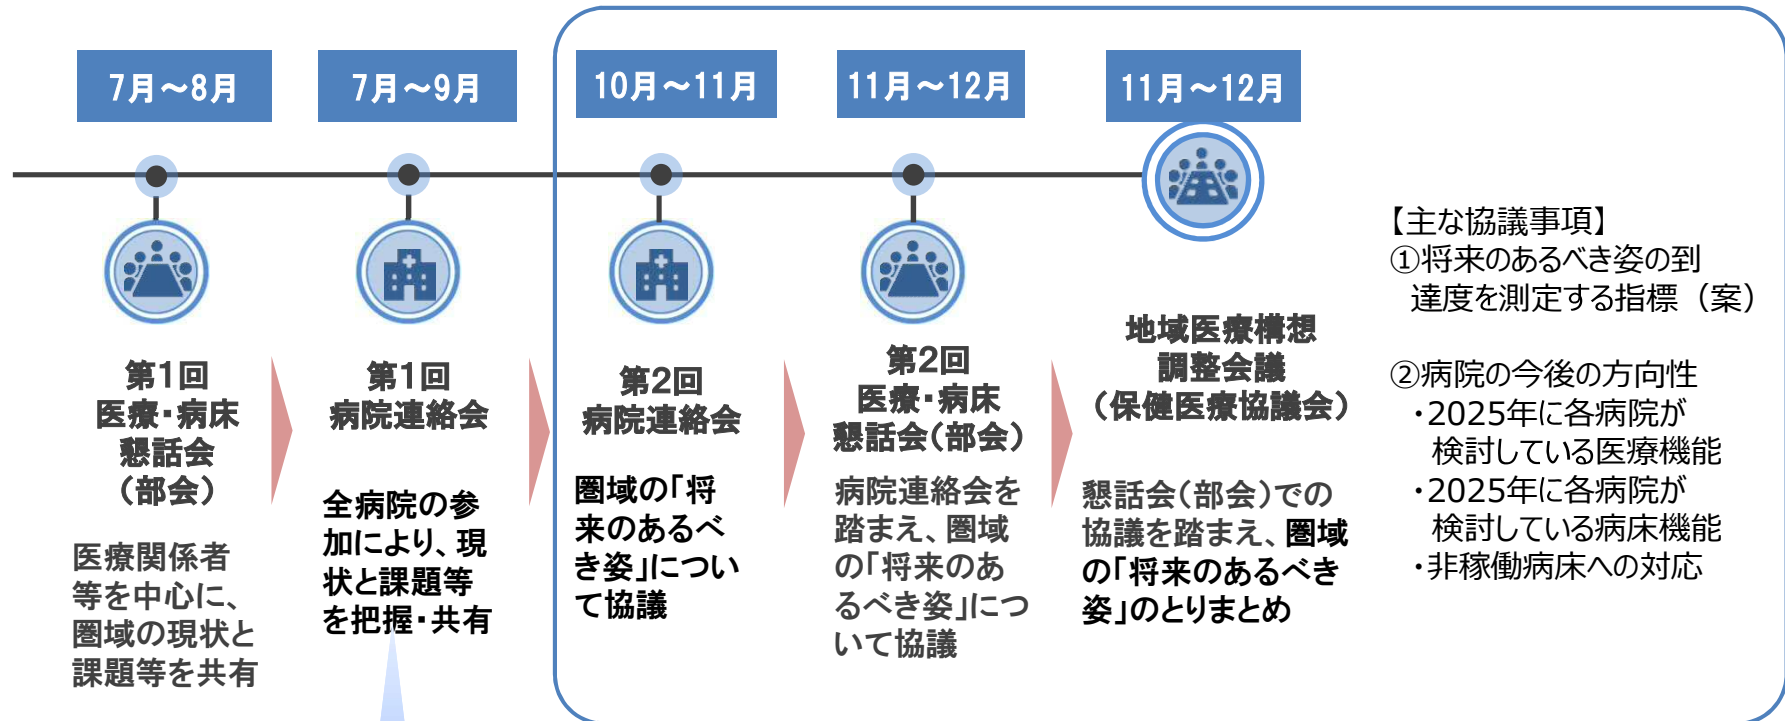 7月～8月
第1回
医療・病床
懇話会
（部会）
医療関係者
等を中心に、
圏域の現状と
課題等を共有
7月～9月
第1回
病院連絡会
全病院の参
加により、現
状と課題等
を把握・共有
10月～11月
第2回
病院連絡会
圏域の「将
来のあるべ
き姿」につい
て協議
11月～12月
第2回
医療・病床
懇話会（部会）
病院連絡会を
踏まえ、圏域
の「将来のあ
るべき姿」につ
いて協議
11月～12月
地域医療構想
調整会議
（保健医療協議会）
懇話会（部会）での
協議を踏まえ、圏域
の「将来のあるべき
姿」のとりまとめ
【主な協議事項】
①将来のあるべき姿の到
達度を測定する指標（案）
②病院の今後の方向性
・2025年に各病院が
検討している医療機能
・2025年に各病院が
検討している病床機能
・非稼働病床への対応